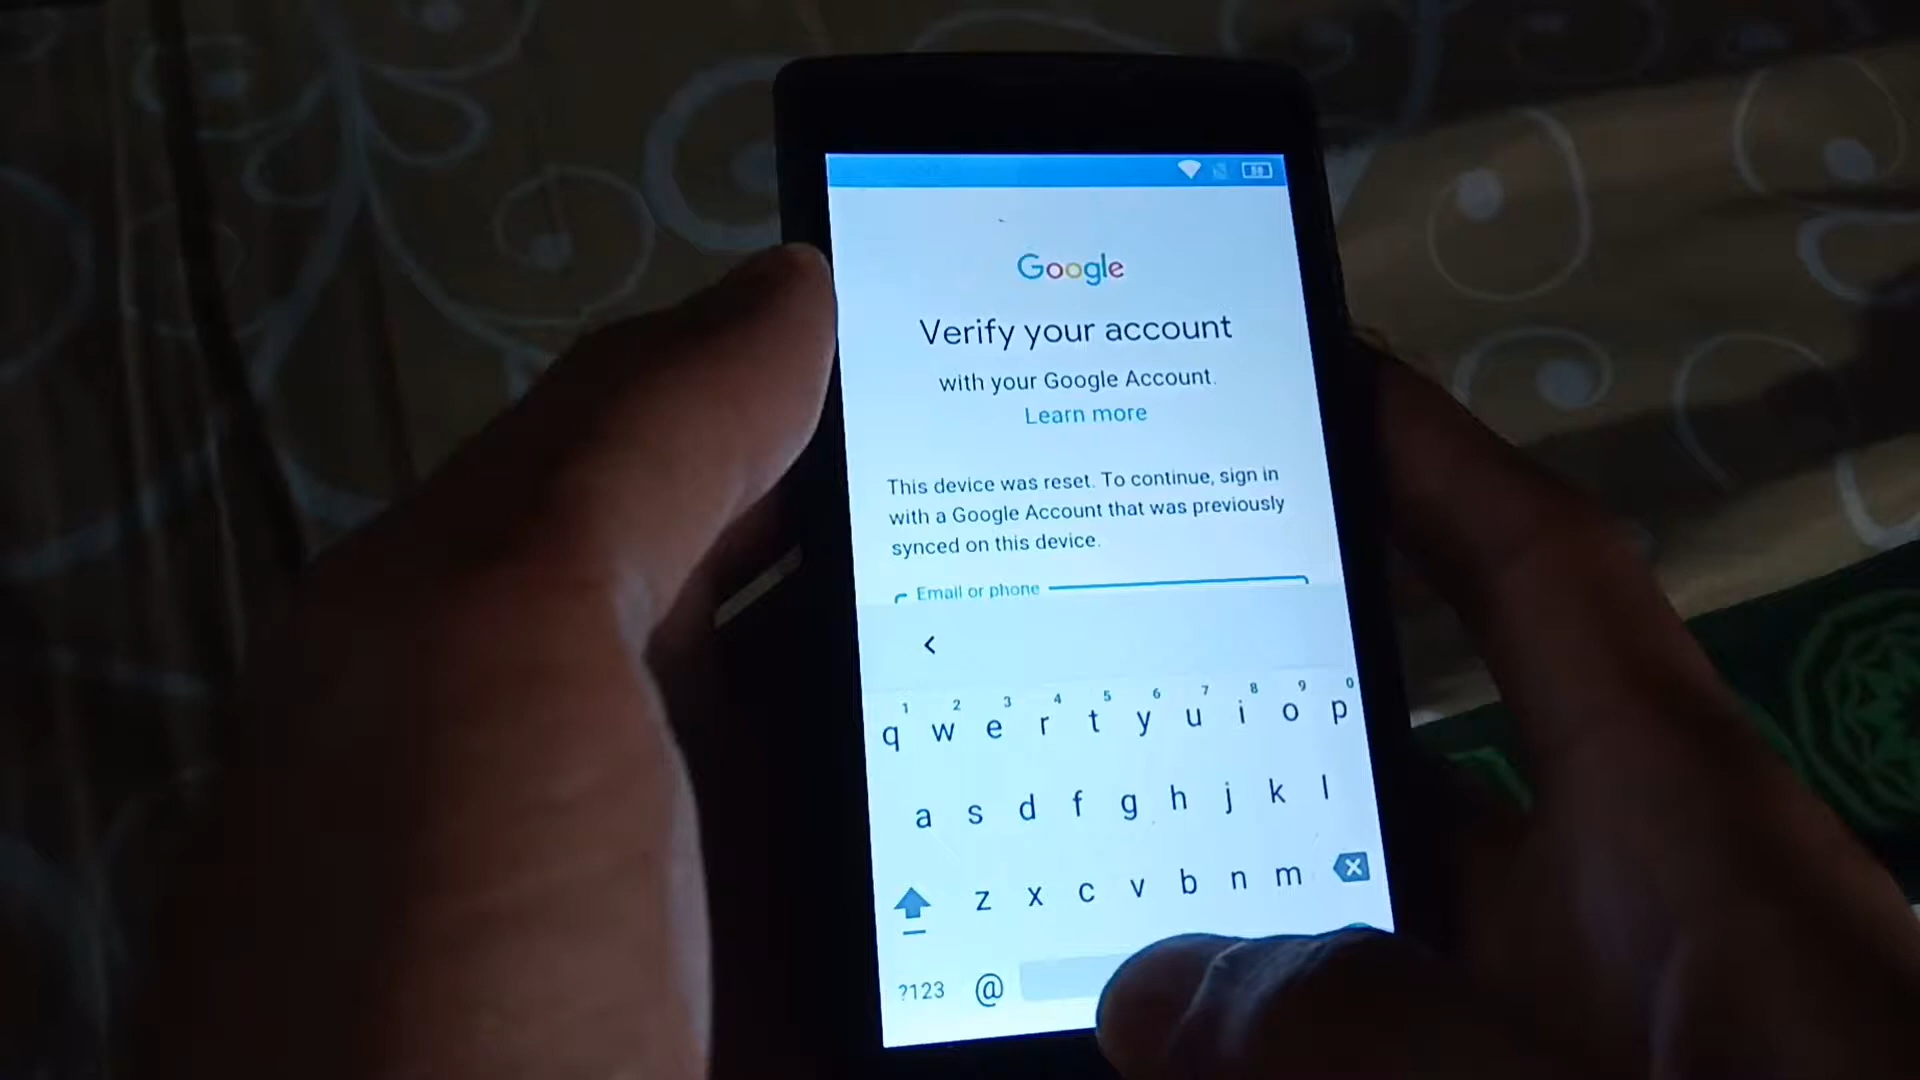 Google
Verify your account
with your Google Account.
Learn more
This device was reset. To continue, sign in
with a Google Account that was previously
synced on this device.
Email or phone
1 2 3 4 5 6 7 8 9 0
q w e r t y u i o p
a s d f g h j k l
z x c v b n m
?123 @